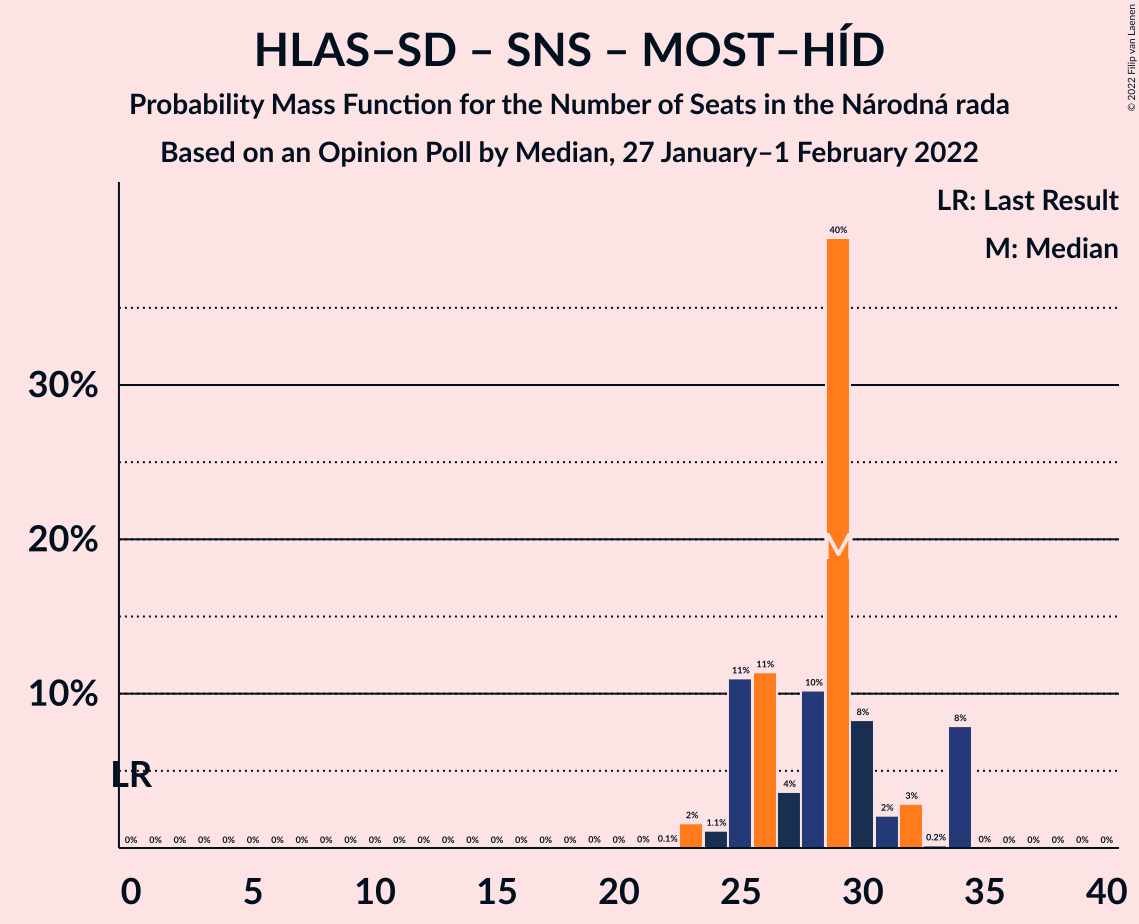 HLAS–SD – SNS – MOST–HÍD
Probability Mass Function for the Number of Seats in the Národná rada
Based on an Opinion Poll by Median, 27 January–1 February 2022
© 2022 Filip van Laenen
LR: Last Result
M: Median
40%
30%
20%
M
11% 11% 10% 8% 8%
10%
LR
0% 0% 0% 0% 0% 0% 0% 0% 0% 0% 0% 0% 0% 0% 0% 0% 0% 0% 0% 0% 0% 0% 0.1% 2% 1.1% 4% 2% 3% 0.2% 0% 0% 0% 0% 0% 0%
0 5 10 15 20 25 30 35 40